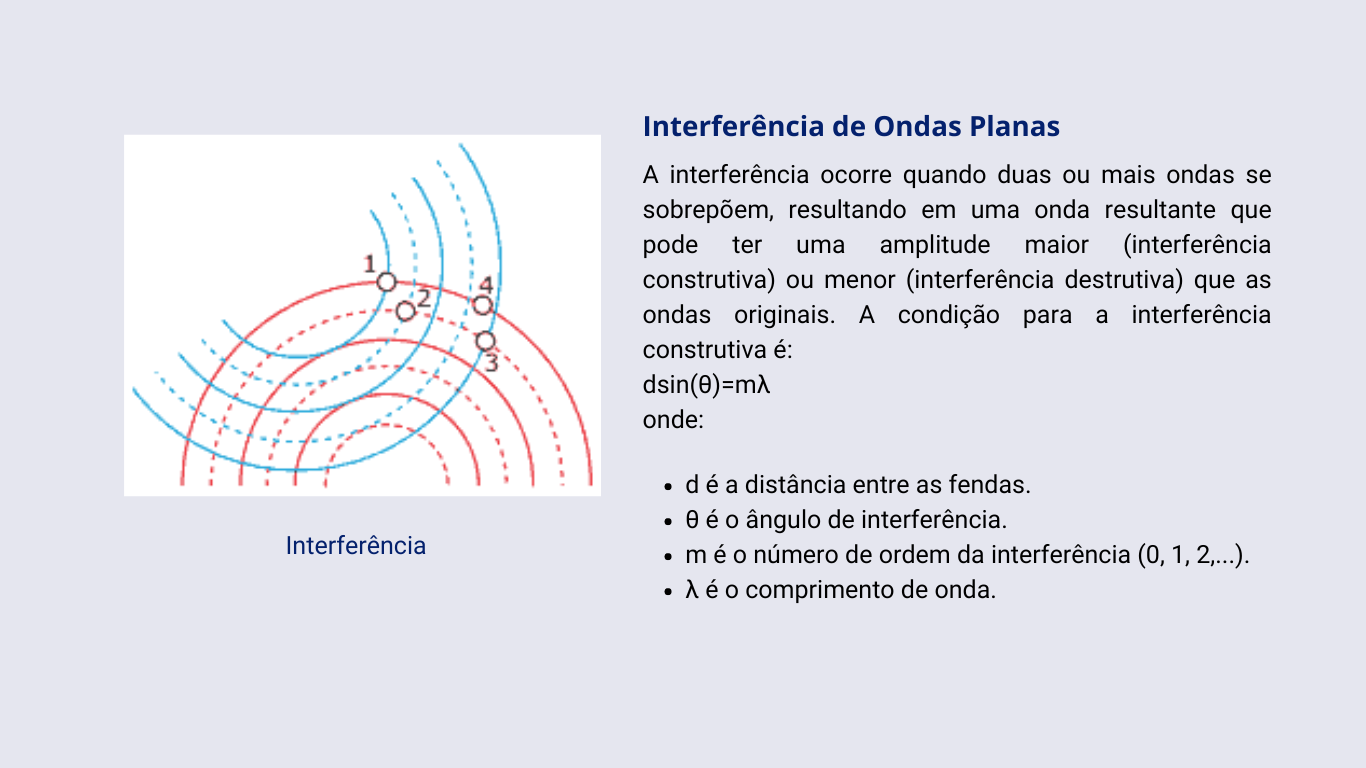 Interferência de Ondas Planas
A interferência ocorre quando duas ou mais ondas se
sobrepõem, resultando em uma onda resultante que
pode ter uma amplitude maior (interferência
construtiva) ou menor (interferência destrutiva) que as
ondas originais. A condição para a interferência
construtiva é:
dsin(θ)=mλ
onde:
• d é a distância entre as fendas.
• θ é o ângulo de interferência.
• m é o número de ordem da interferência (0, 1, 2,...).
• λ é o comprimento de onda.
1
2
4
3
Interferência